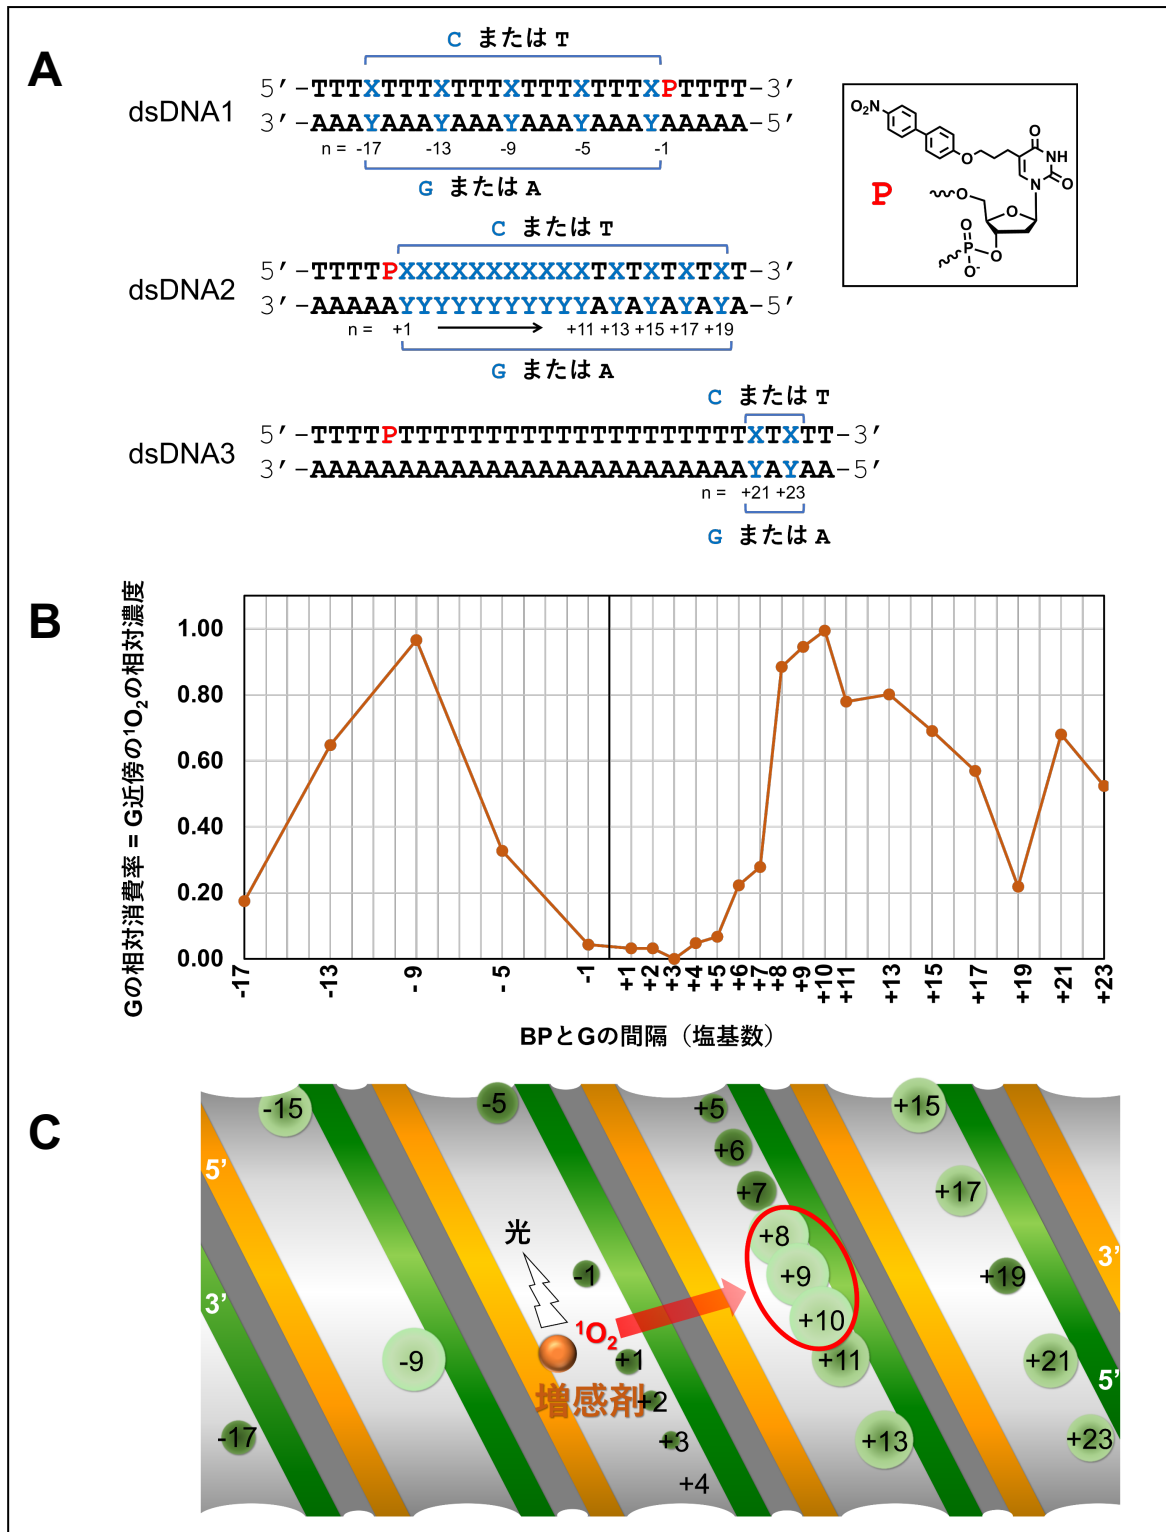 A
C または T
dsDNA1
5’-TTTXTTTXTTTXTTTXTTTXPTTTT-3’
3’-AAAYAAAYAAAYAAAYAAAYAAAAA-5’
n = -17 -13 -9 -5 -1
G または A
C または T
dsDNA2
5’-TTTTPXXXXXXXXXXXTXTXTXTXT-3’
3’-AAAAAYYYYYYYYYYYAYAYAYAYA-5’
n = +1 +11 +13 +15 +17 +19
G または A
C または T
dsDNA3
5’-TTTTPTTTTTTTTTTTTTTTTTTTTXTXTT-3’
3’-AAAAAAAAAAAAAAAAAAAAAAAAAYAYAA-5’
n = +21 +23
G または A
P
O₂N
O
O
NH
N
O
O
O
O
P
O
O⁻
B
Gの相対消費率 = G近傍の¹O₂の相対濃度
1.00
0.80
0.60
0.40
0.20
0.00
-17 -13 -9 -5 -1 +1 +2 +3 +4 +5 +6 +7 +8 +9 +10 +11 +13 +15 +17 +19 +21 +23
BPとGの間隔（塩基数）
C
-15 -5 +5 +15
+6
5’
+7 +17
光
+8
3’
-1 +9 +19
3’
¹O₂ +10
-9 +1 +11 +21
5’
増感剤 +2
-17 +3 +13 +23
+4